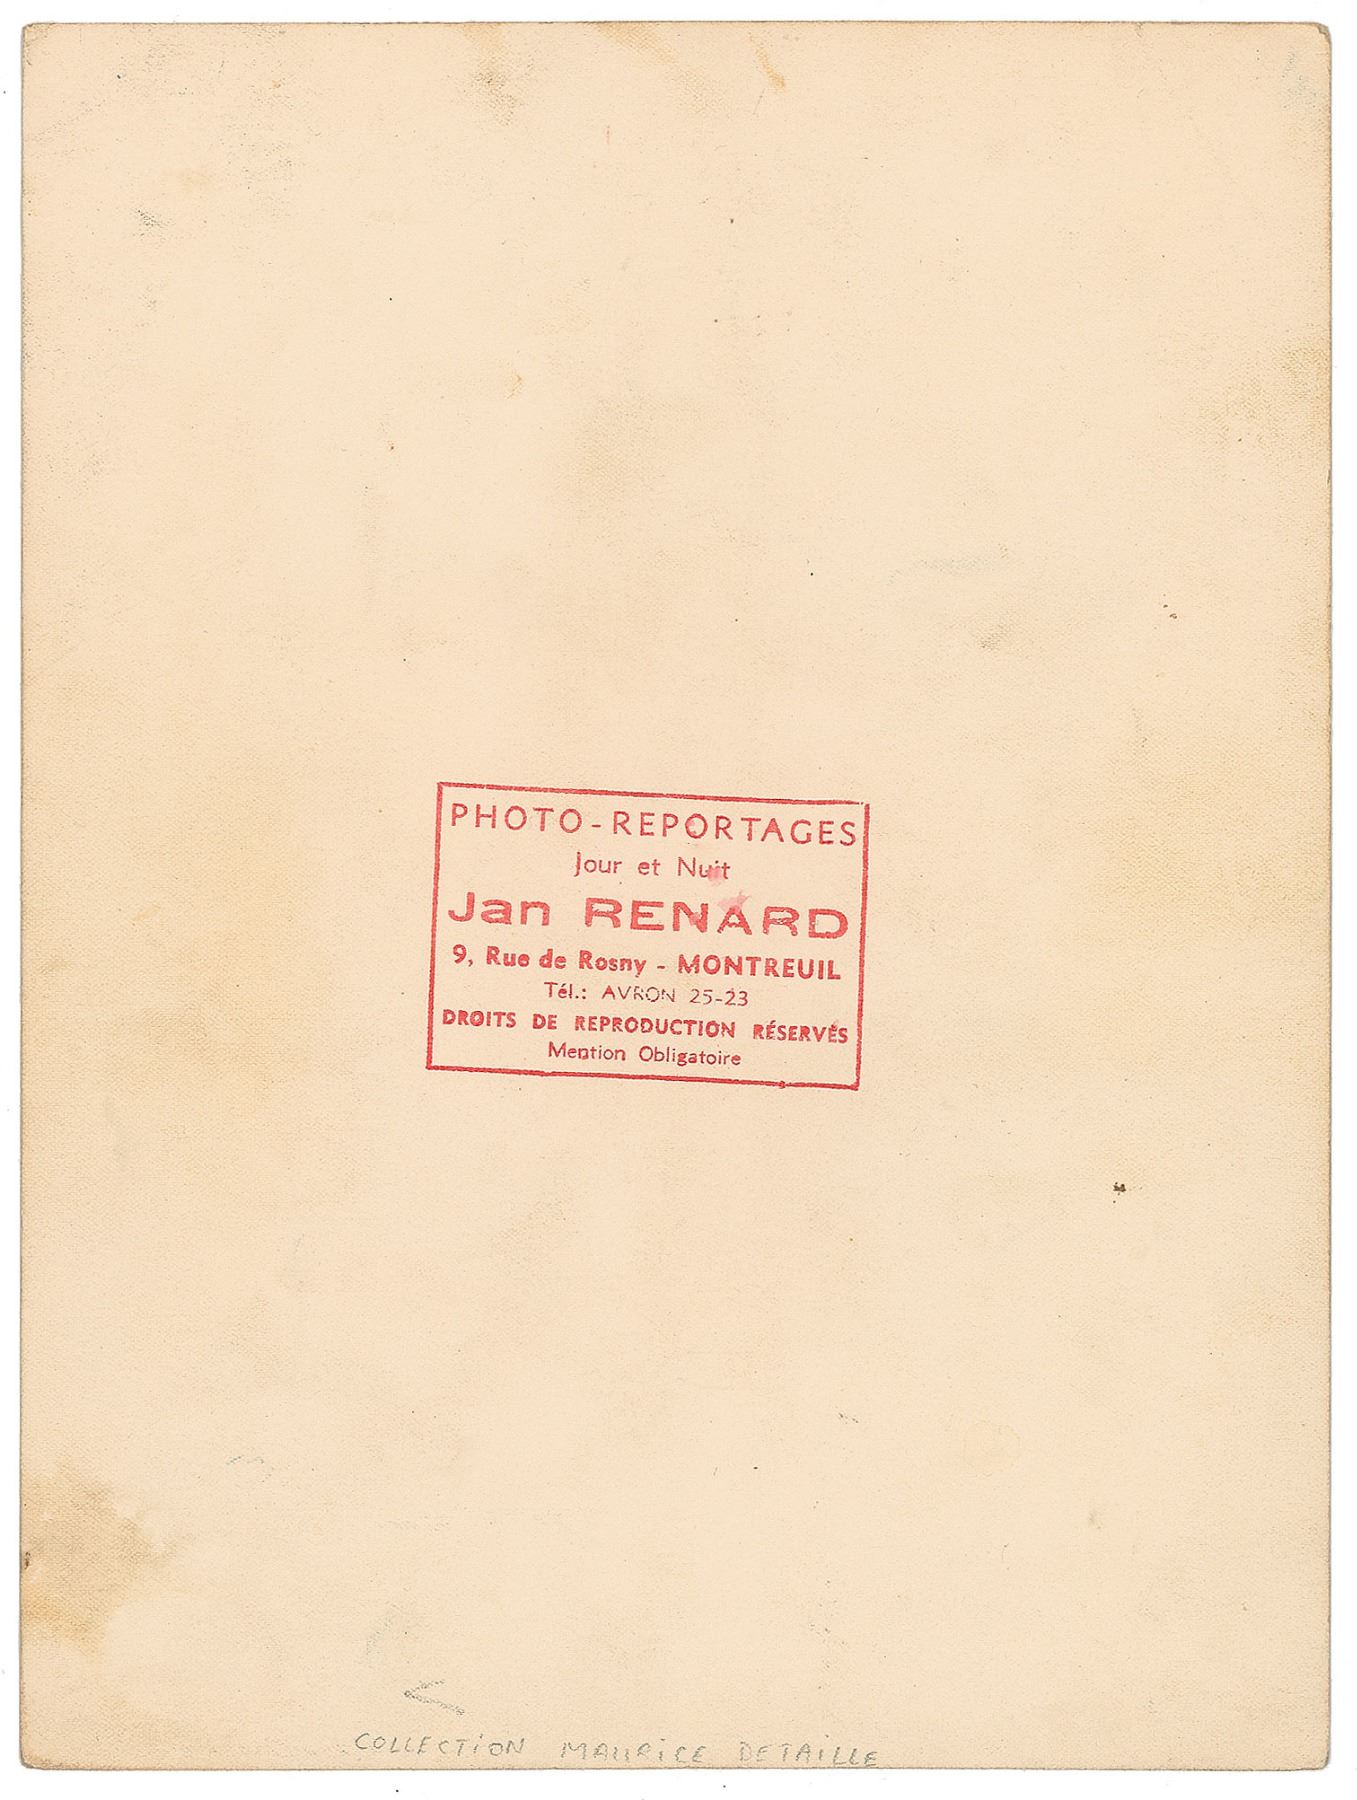 PHOTO-REPORTAGES
Jour et Nuit
Jan RENARD
9, Rue de Rosny - MONTREUIL
Tél.: AVRON 25-23
DROITS DE REPRODUCTION RÉSERVÉS
Mention Obligatoire
COLLECTION MAURICE DETAILLE